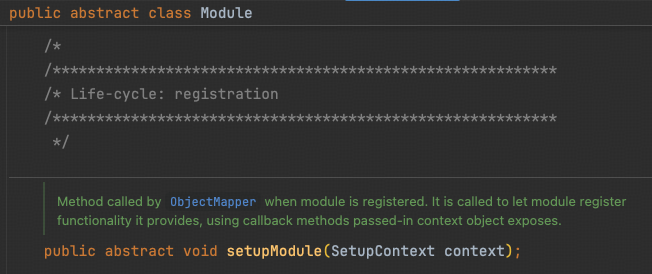 public abstract class Module
/*
/**********************************************************
/* Life-cycle: registration
/**********************************************************
*/
Method called by ObjectMapper when module is registered. It is called to let module register
functionality it provides, using callback methods passed-in context object exposes.
public abstract void setupModule(SetupContext context);